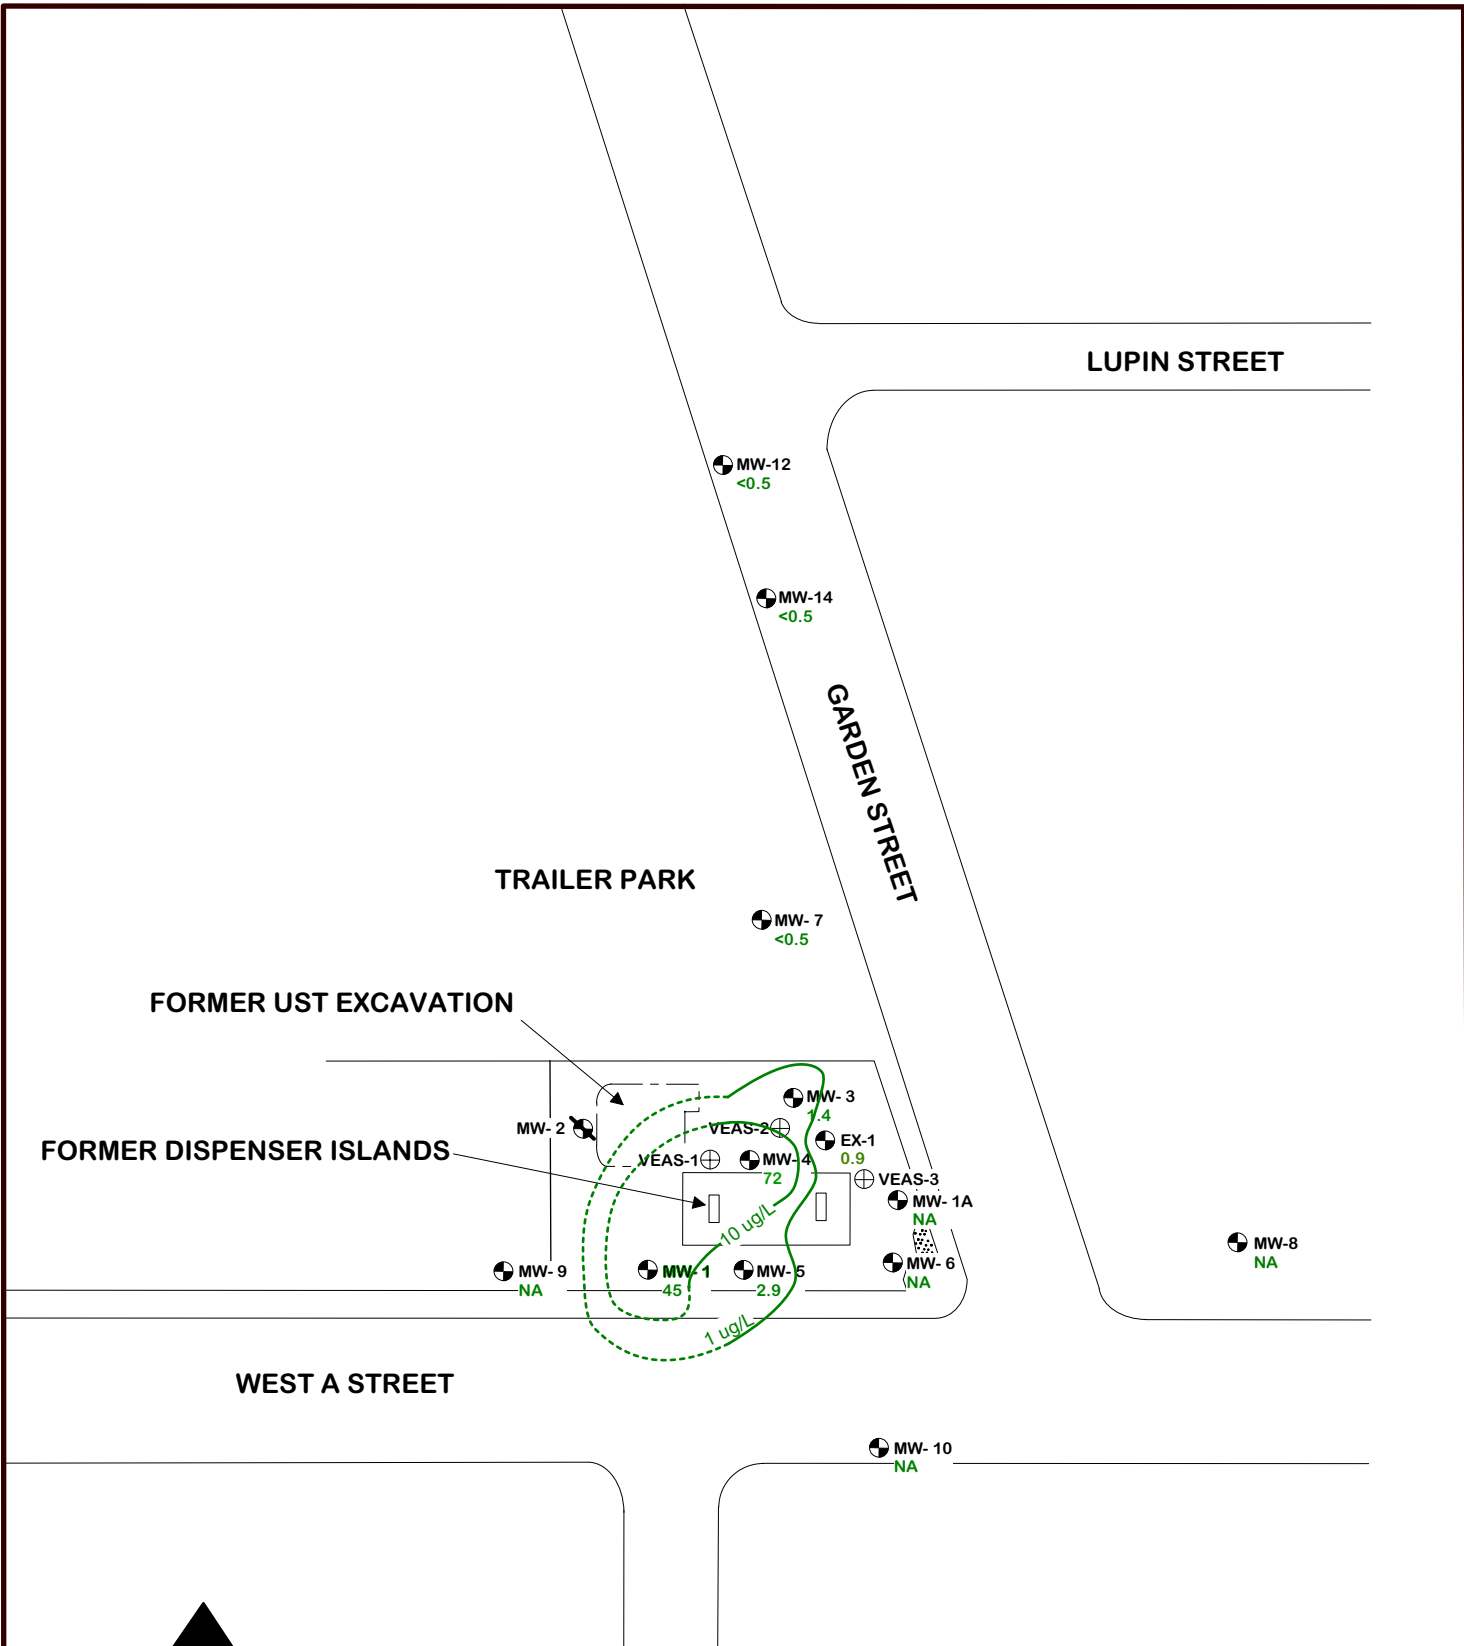 LUPIN STREET
MW-12
<0.5
MW-14
<0.5
GARDEN STREET
TRAILER PARK
MW- 7
<0.5
FORMER UST EXCAVATION
MW- 3
1.4
MW- 2
VEAS-2
EX-1
0.9
FORMER DISPENSER ISLANDS
VEAS-1
MW- 4
72
VEAS-3
MW- 1A
NA
10 ug/L
MW-8
NA
MW- 9
NA
MW- 1
45
MW- 5
2.9
MW- 6
NA
1 ug/L
WEST A STREET
MW- 10
NA